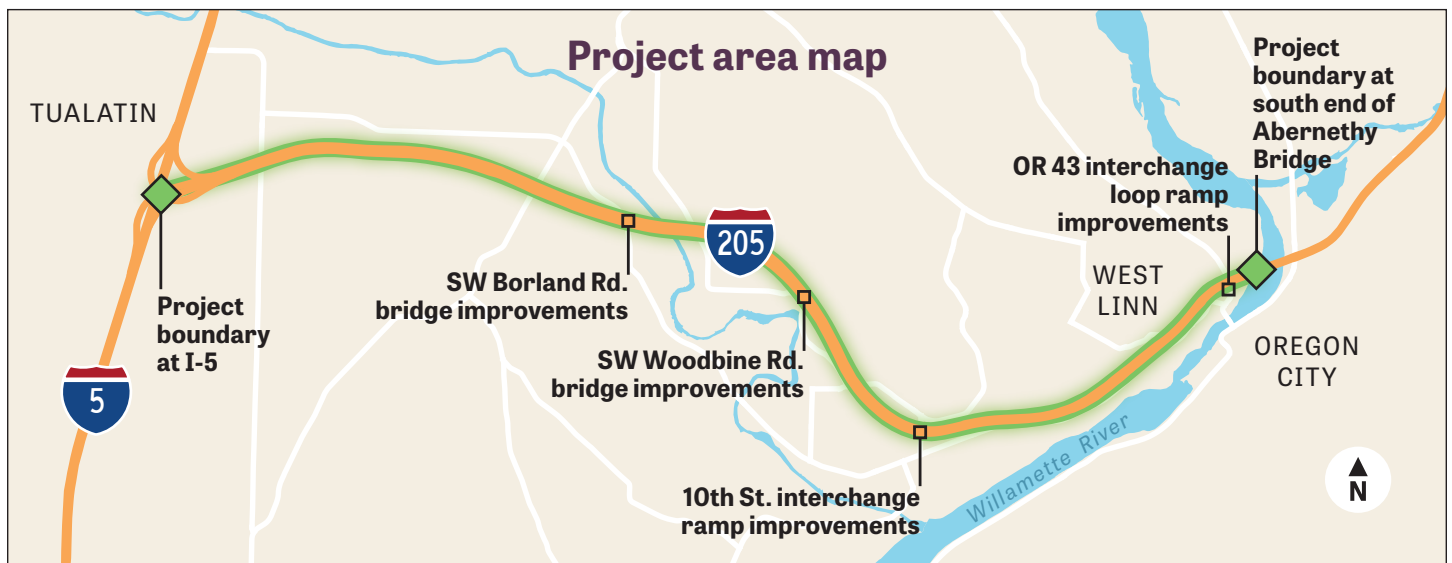 Project area map
TUALATIN
Project
boundary
at I-5
5
SW Borland Rd.
bridge improvements
205
SW Woodbine Rd.
bridge improvements
10th St. interchange
ramp improvements
OR 43 interchange
loop ramp
improvements
Project
boundary at
south end of
Abernethy
Bridge
WEST
LINN
OREGON
CITY
Willamette River
N